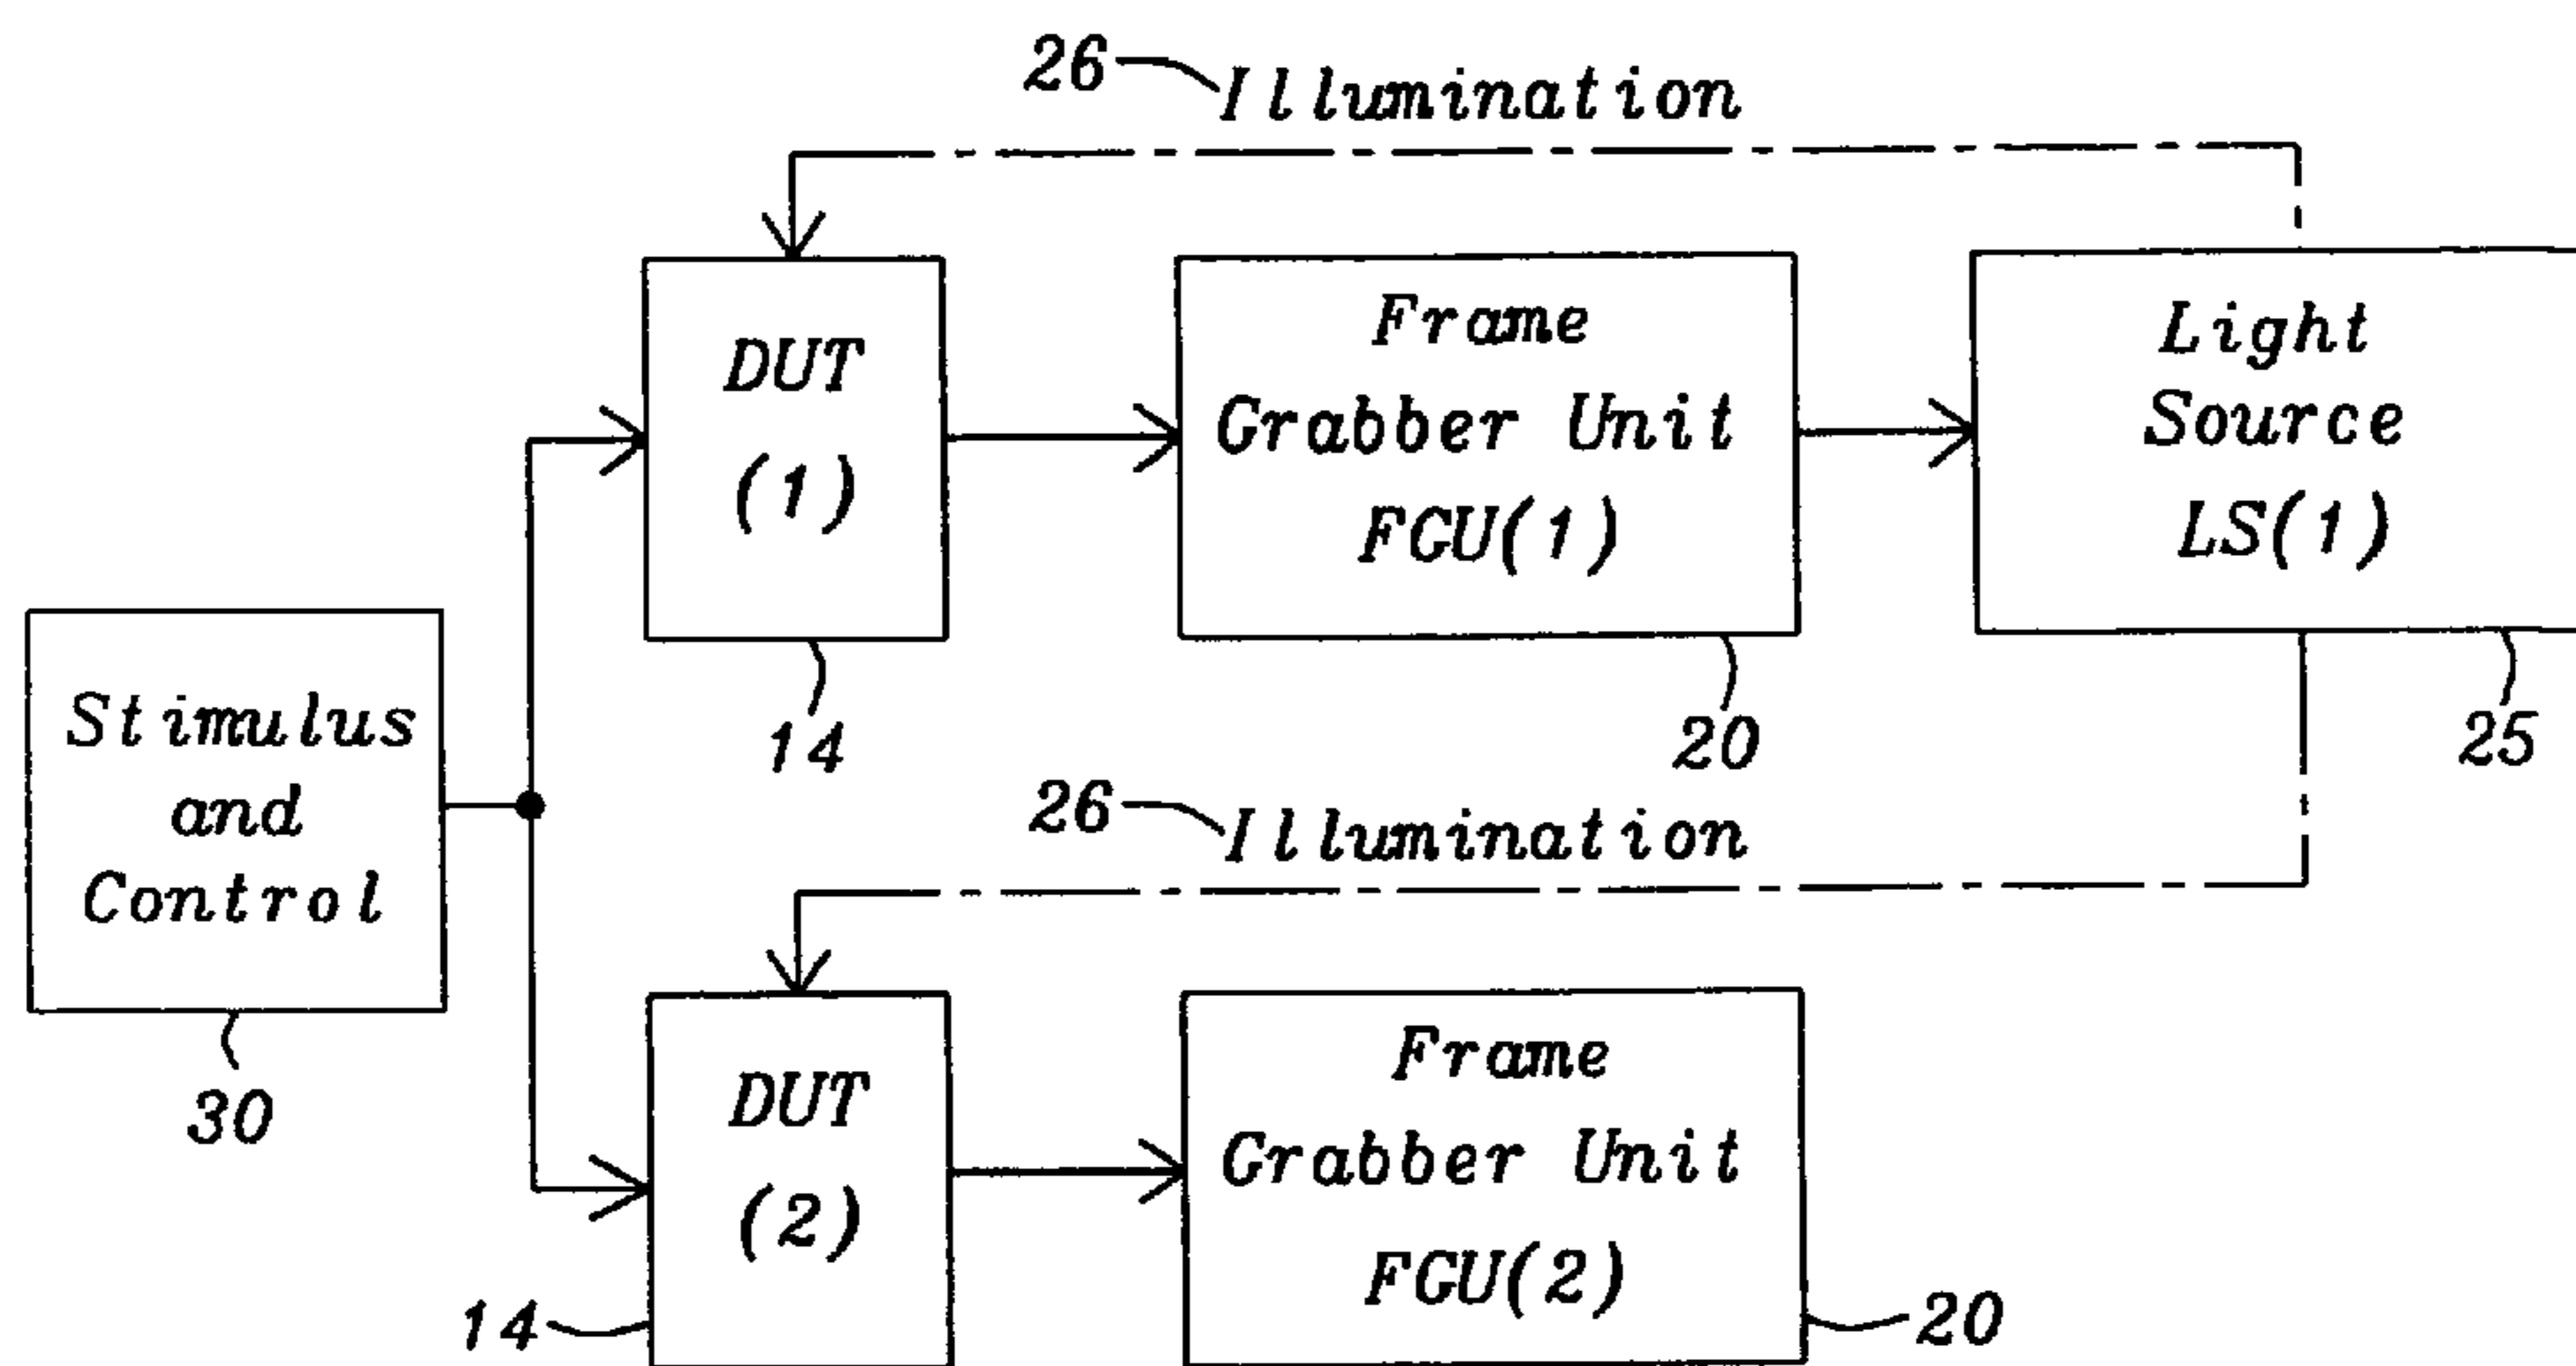 26 Illumination
DUT
(1)
Frame
Grabber Unit
FGU(1)
Light
Source
LS(1)
14
20
25
Stimulus
and
Control
30
26 Illumination
DUT
(2)
Frame
Grabber Unit
FGU(2)
14
20